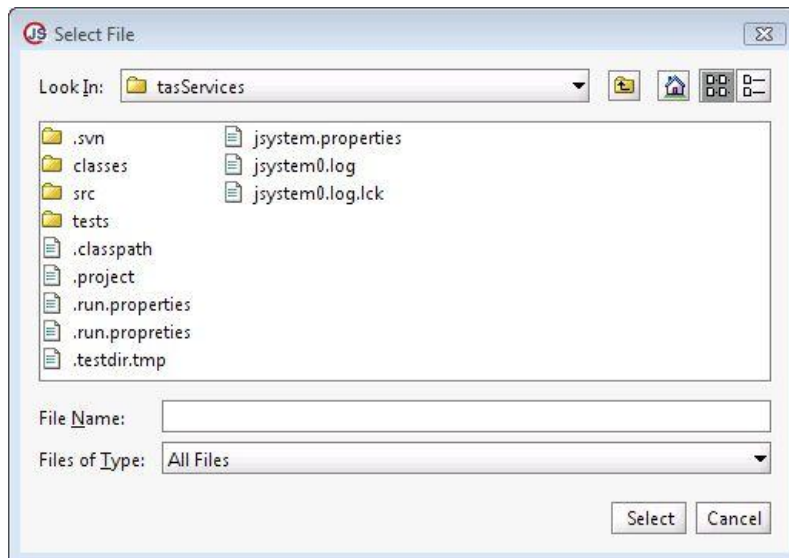 JS Select File
Look In: tasServices
.svn
classes
src
tests
.classpath
.project
.run.properties
.run.propreties
.testdir.tmp
jsystem.properties
jsystem0.log
jsystem0.log.lck
File Name:
Files of Type: All Files
Select Cancel